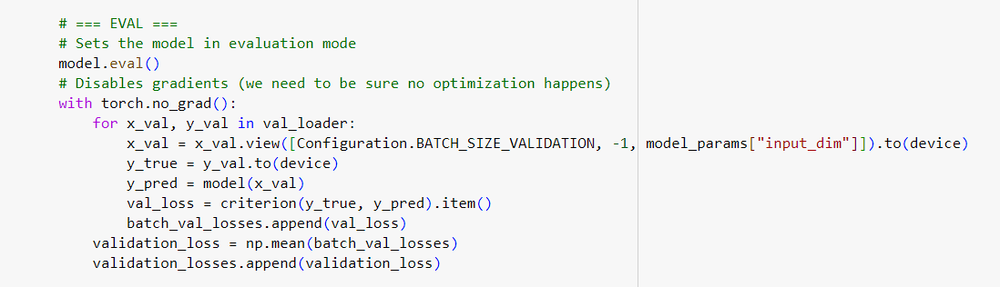 # === EVAL ===
# Sets the model in evaluation mode
model.eval()
# Disables gradients (we need to be sure no optimization happens)
with torch.no_grad():
    for x_val, y_val in val_loader:
        x_val = x_val.view([Configuration.BATCH_SIZE_VALIDATION, -1, model_params["input_dim"]]).to(device)
        y_true = y_val.to(device)
        y_pred = model(x_val)
        val_loss = criterion(y_true, y_pred).item()
        batch_val_losses.append(val_loss)
    validation_loss = np.mean(batch_val_losses)
    validation_losses.append(validation_loss)